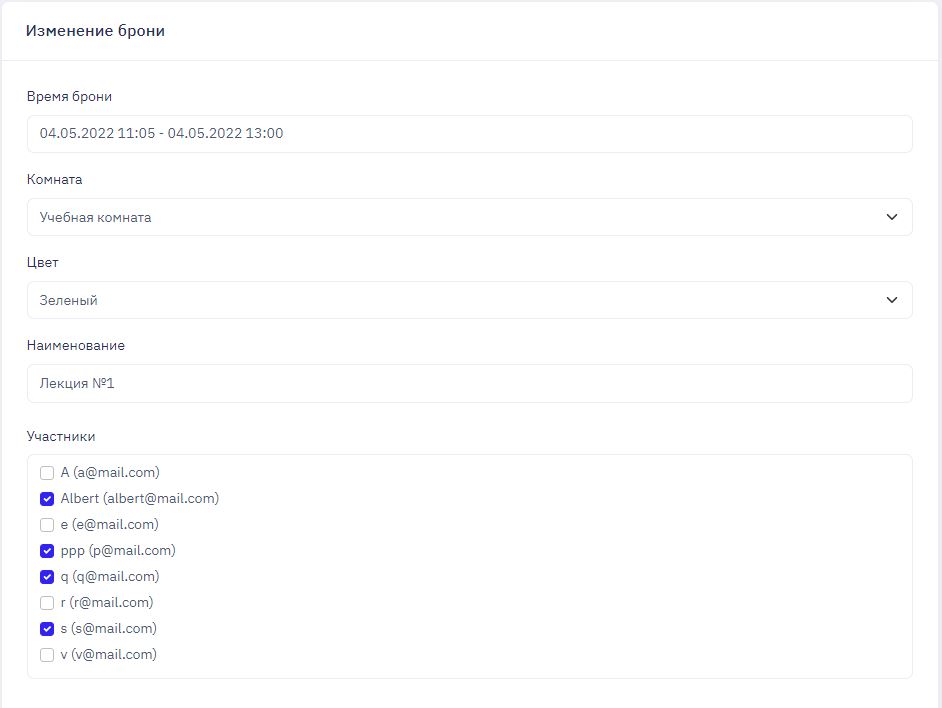 Изменение брони
Время брони
04.05.2022 11:05 - 04.05.2022 13:00
Комната
Учебная комната
Цвет
Зеленый
Наименование
Лекция №1
Участники
A (a@mail.com)
Albert (albert@mail.com)
e (e@mail.com)
ppp (p@mail.com)
q (q@mail.com)
r (r@mail.com)
s (s@mail.com)
v (v@mail.com)